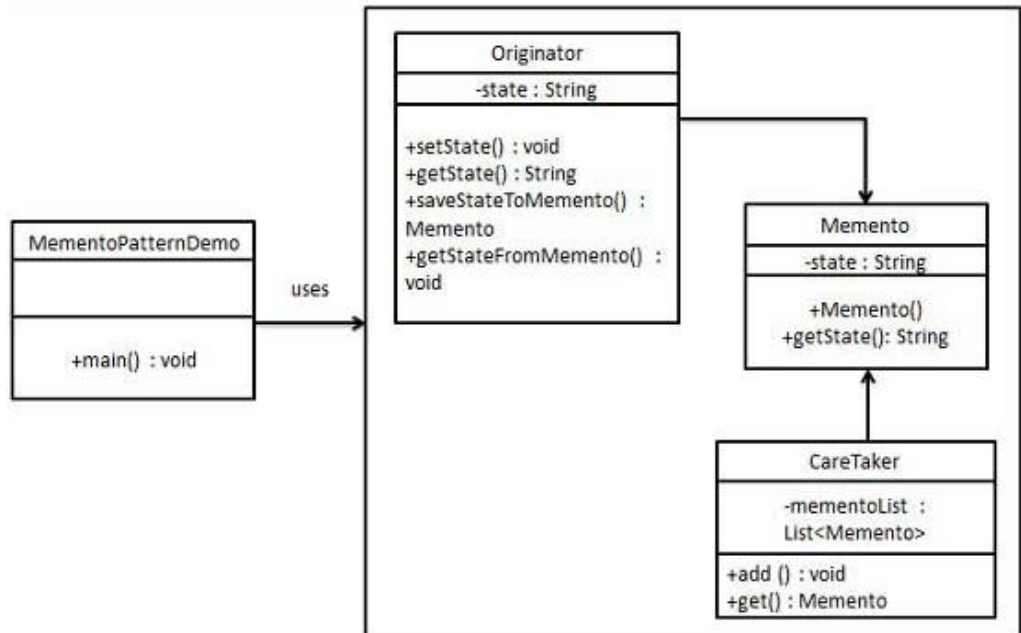 MementoPatternDemo
+main() : void
uses
Originator
-state : String
+setState() : void
+getState() : String
+saveStateToMemento() :
Memento
+getStateFromMemento() :
void
Memento
-state : String
+Memento()
+getState(): String
CareTaker
-mementoList :
List<Memento>
+add () : void
+get() : Memento